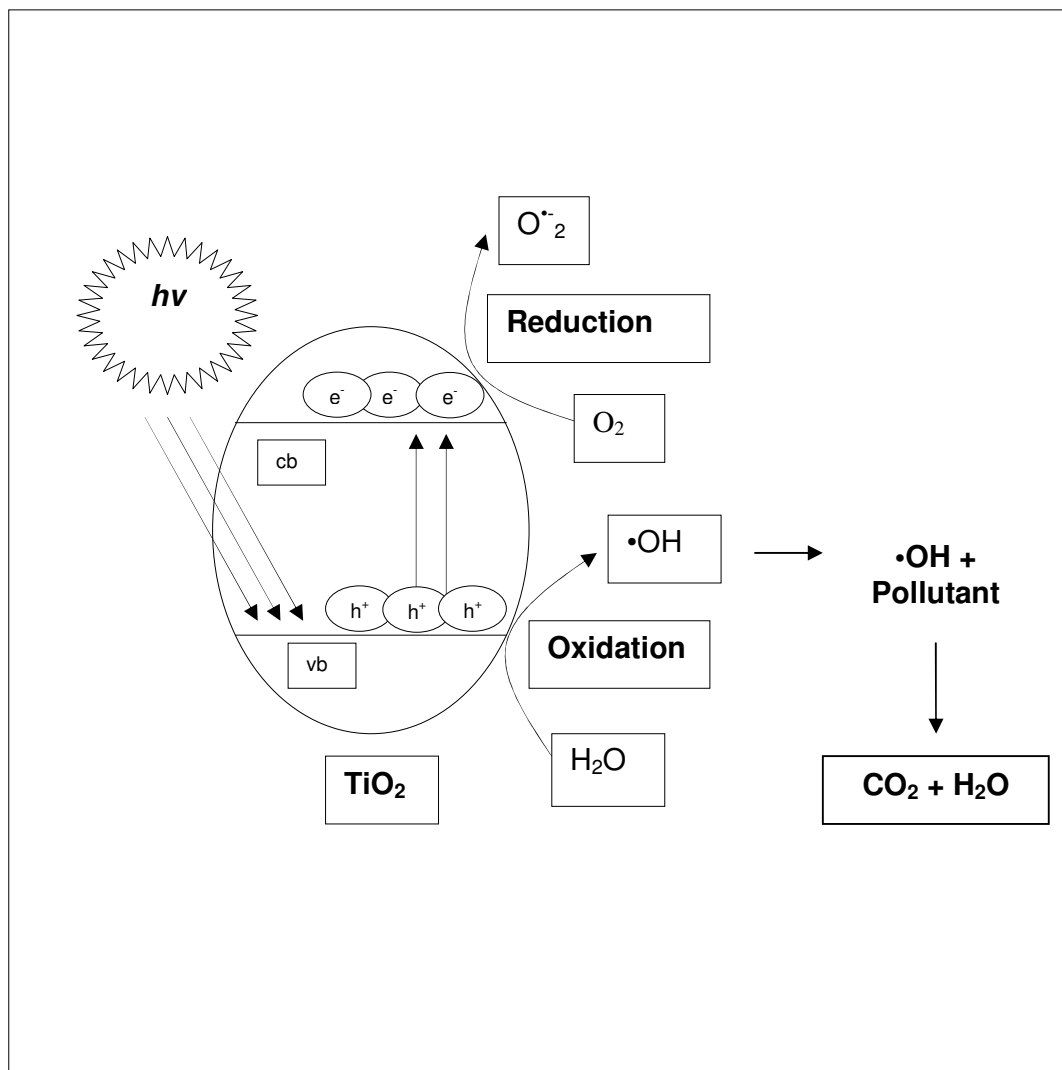 O•-2
hv
Reduction
e- e- e-
O2
cb
•OH
•OH +
Pollutant
h+ h+ h+
Oxidation
vb
H2O
TiO2
CO2 + H2O